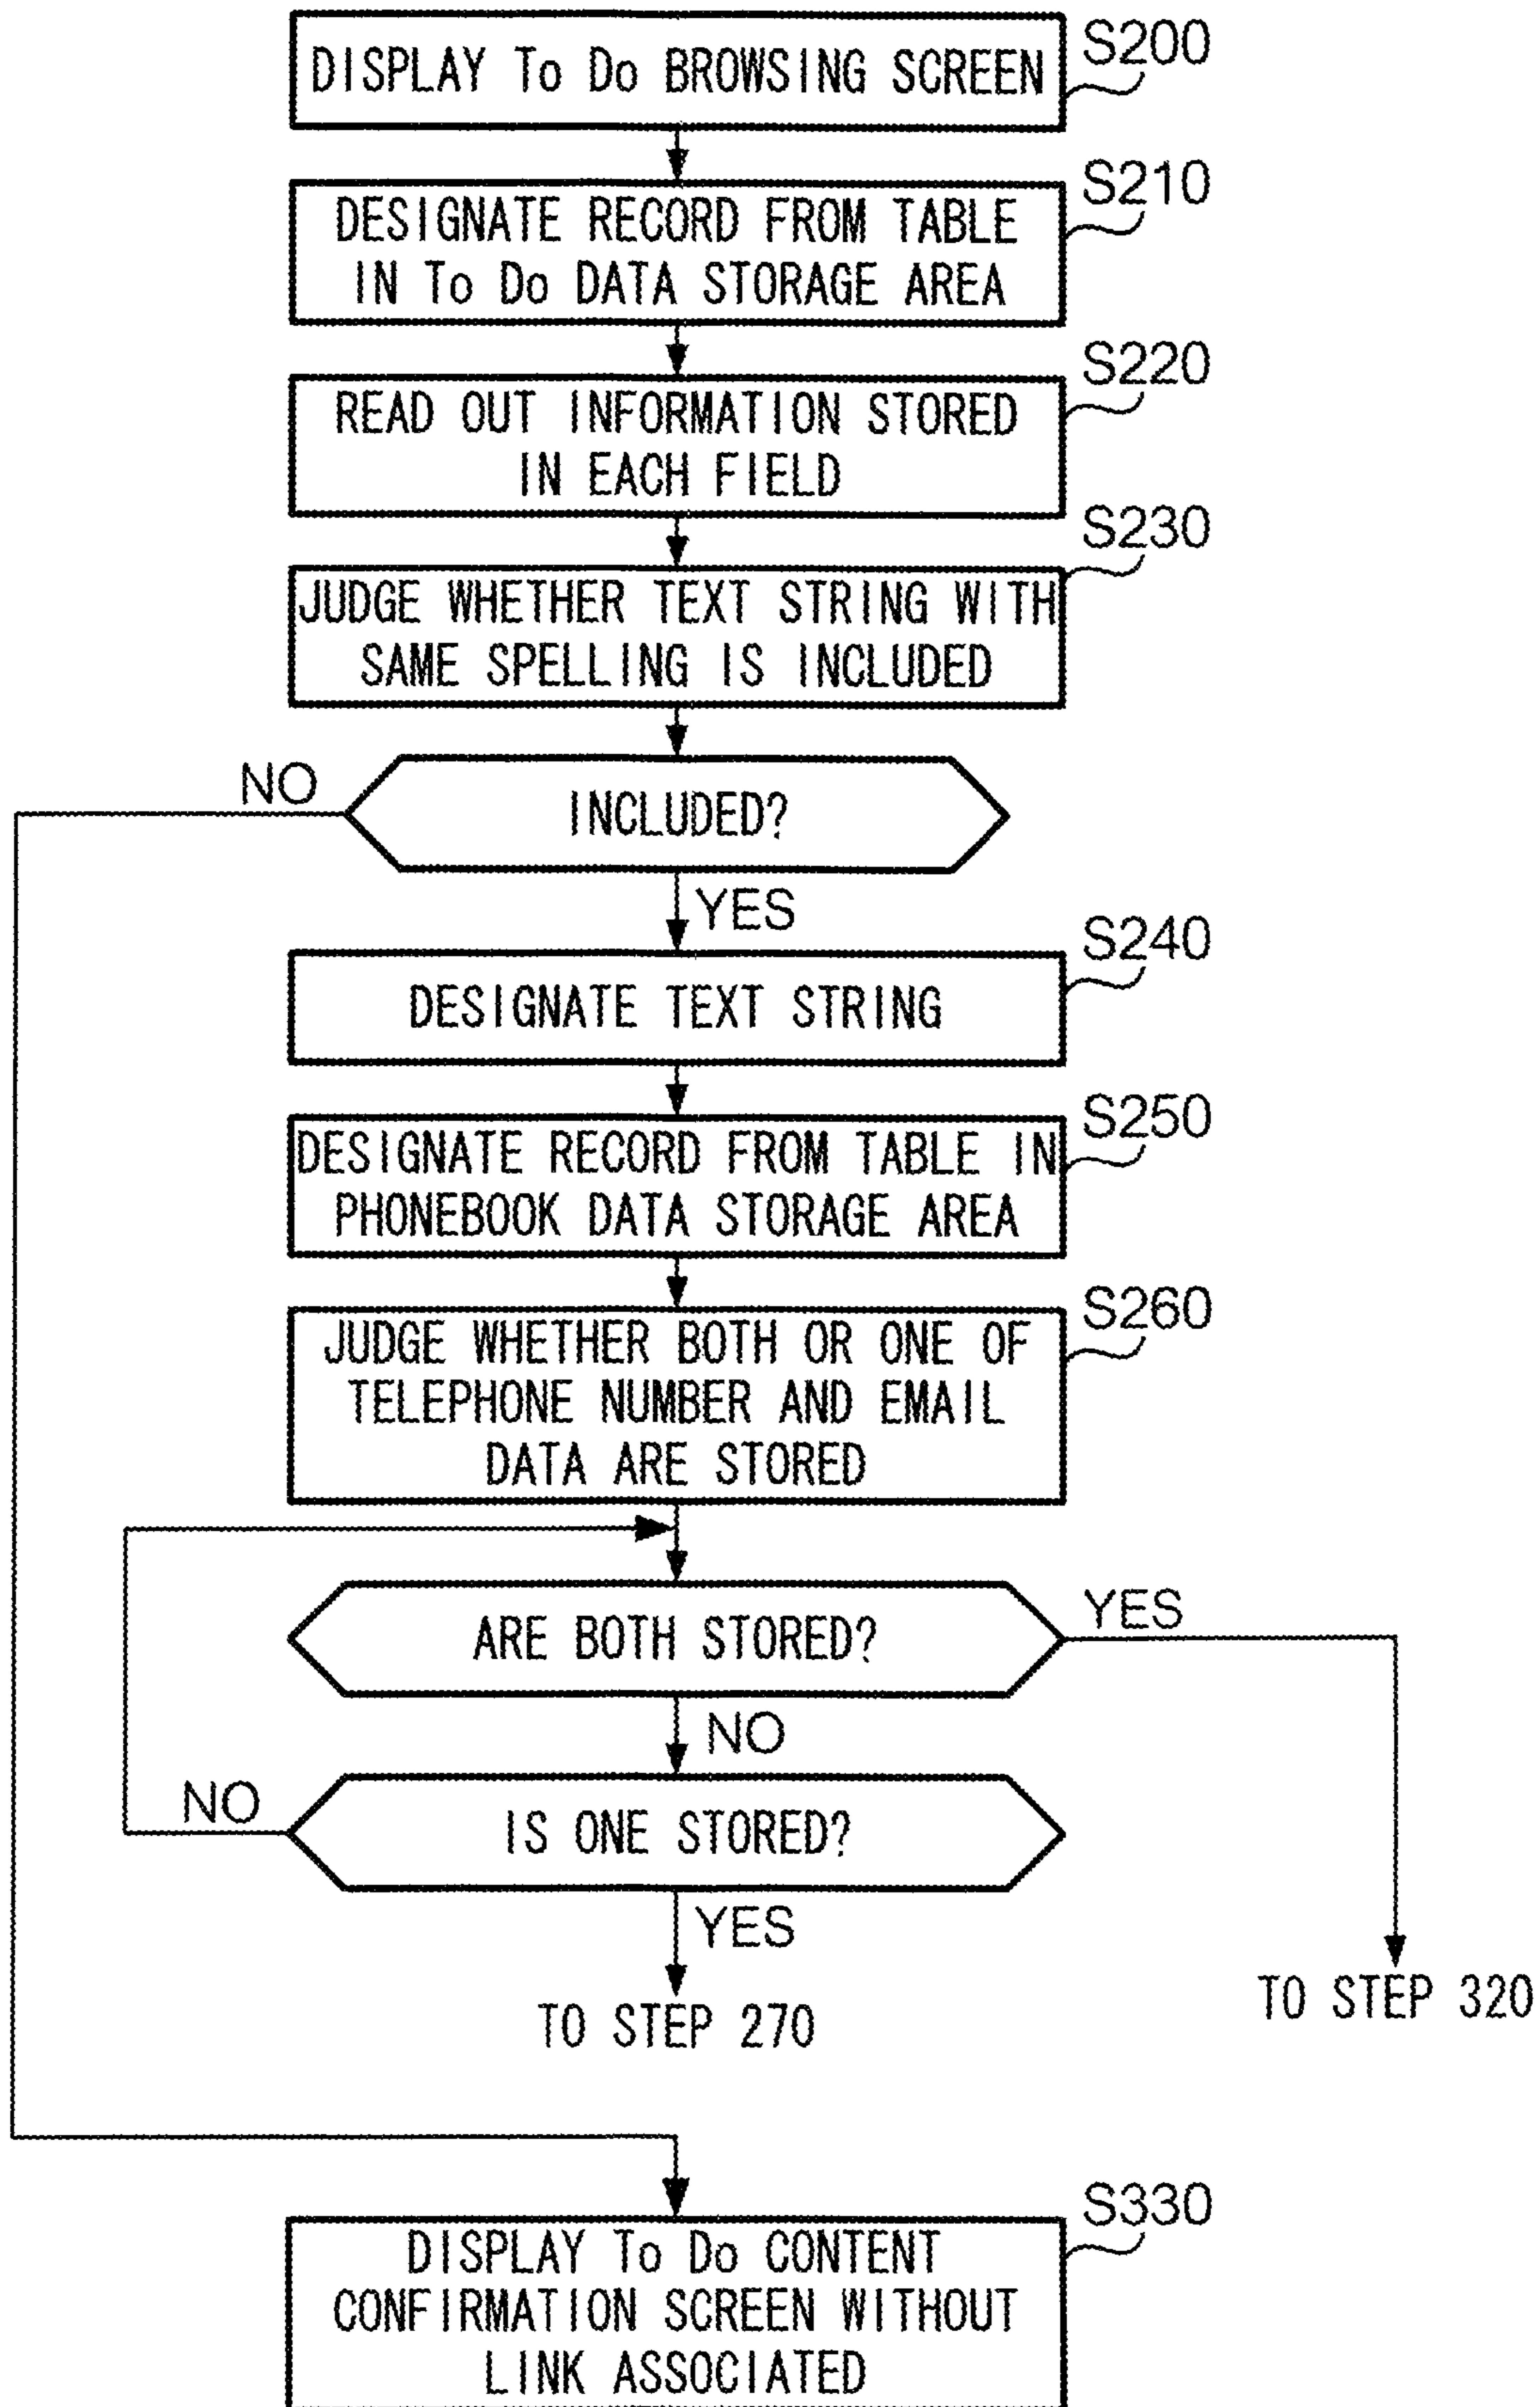 S200
DISPLAY To Do BROWSING SCREEN
S210
DESIGNATE RECORD FROM TABLE
IN To Do DATA STORAGE AREA
S220
READ OUT INFORMATION STORED
IN EACH FIELD
S230
JUDGE WHETHER TEXT STRING WITH
SAME SPELLING IS INCLUDED
NO
INCLUDED?
YES
S240
DESIGNATE TEXT STRING
S250
DESIGNATE RECORD FROM TABLE IN
PHONEBOOK DATA STORAGE AREA
S260
JUDGE WHETHER BOTH OR ONE OF
TELEPHONE NUMBER AND EMAIL
DATA ARE STORED
ARE BOTH STORED?
YES
NO
NO
IS ONE STORED?
YES
TO STEP 270
TO STEP 320
S330
DISPLAY To Do CONTENT
CONFIRMATION SCREEN WITHOUT
LINK ASSOCIATED